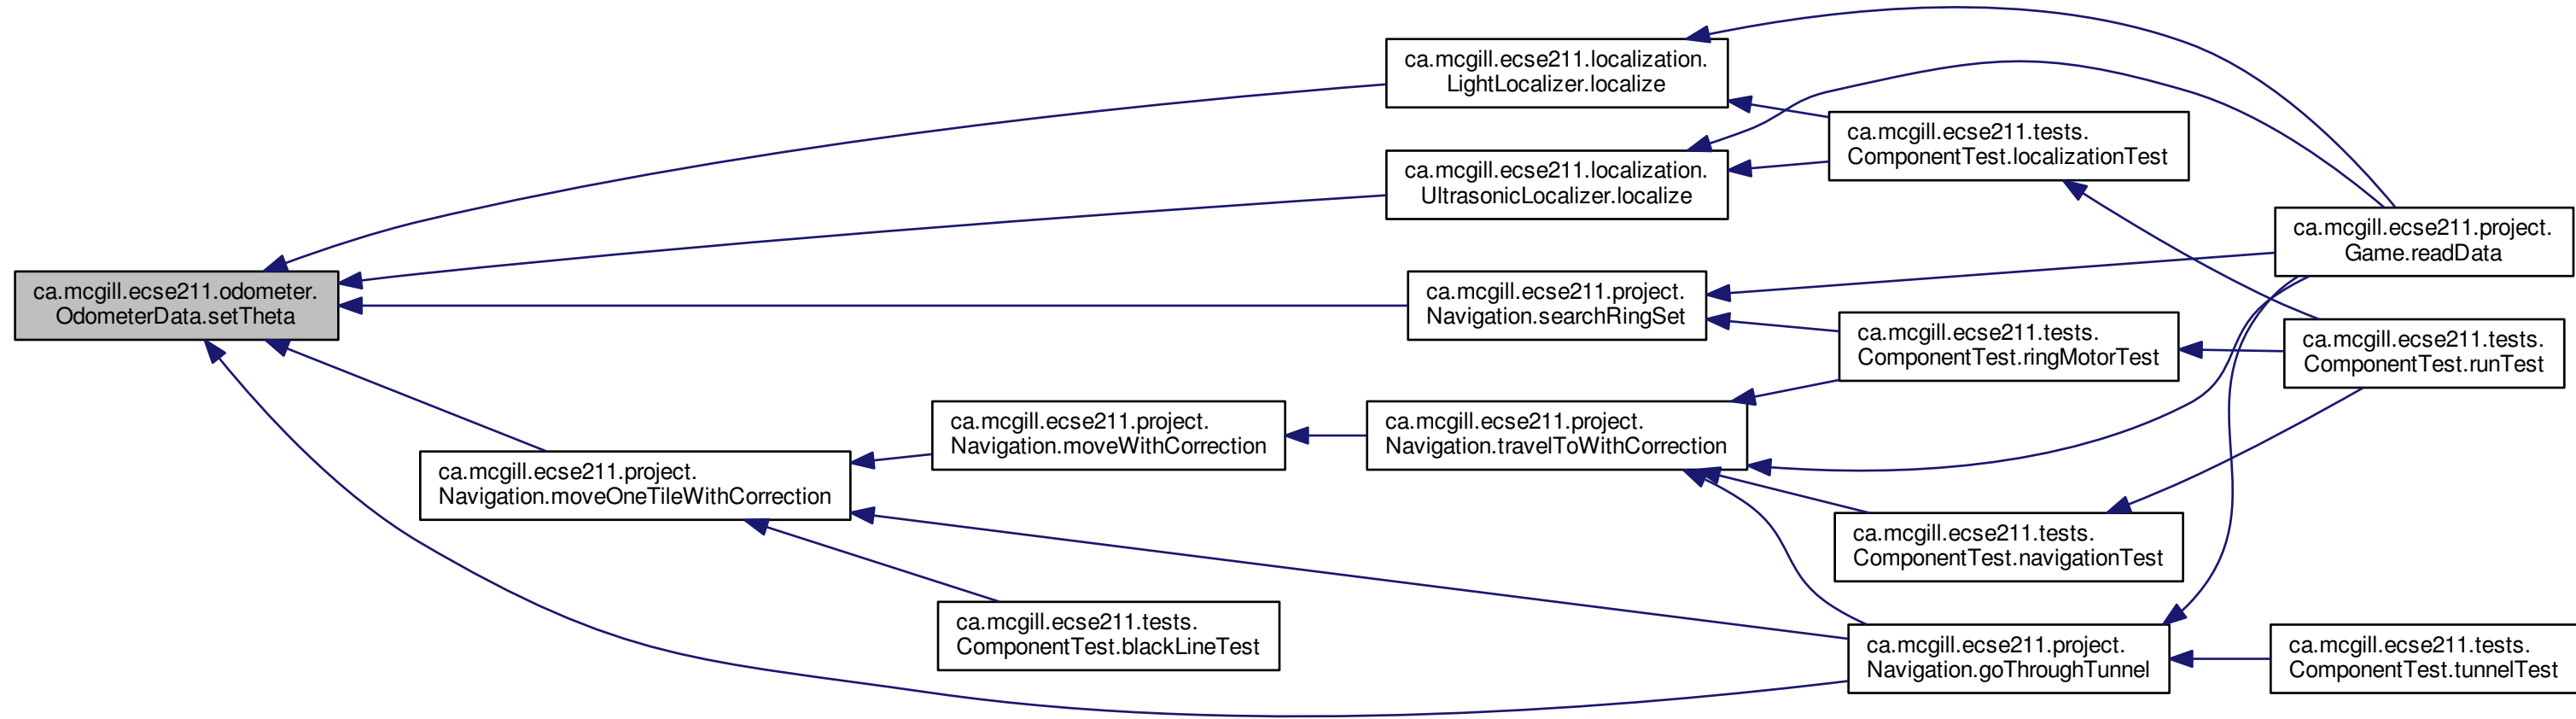 ca.mcgill.ecse211.odometer.
OdometerData.setTheta
ca.mcgill.ecse211.localization.
LightLocalizer.localize
ca.mcgill.ecse211.localization.
UltrasonicLocalizer.localize
ca.mcgill.ecse211.project.
Navigation.searchRingSet
ca.mcgill.ecse211.project.
Navigation.moveOneTileWithCorrection
ca.mcgill.ecse211.project.
Navigation.moveWithCorrection
ca.mcgill.ecse211.tests.
ComponentTest.blackLineTest
ca.mcgill.ecse211.project.
Navigation.travelToWithCorrection
ca.mcgill.ecse211.tests.
ComponentTest.localizationTest
ca.mcgill.ecse211.tests.
ComponentTest.ringMotorTest
ca.mcgill.ecse211.tests.
ComponentTest.navigationTest
ca.mcgill.ecse211.project.
Navigation.goThroughTunnel
ca.mcgill.ecse211.project.
Game.readData
ca.mcgill.ecse211.tests.
ComponentTest.runTest
ca.mcgill.ecse211.tests.
ComponentTest.tunnelTest